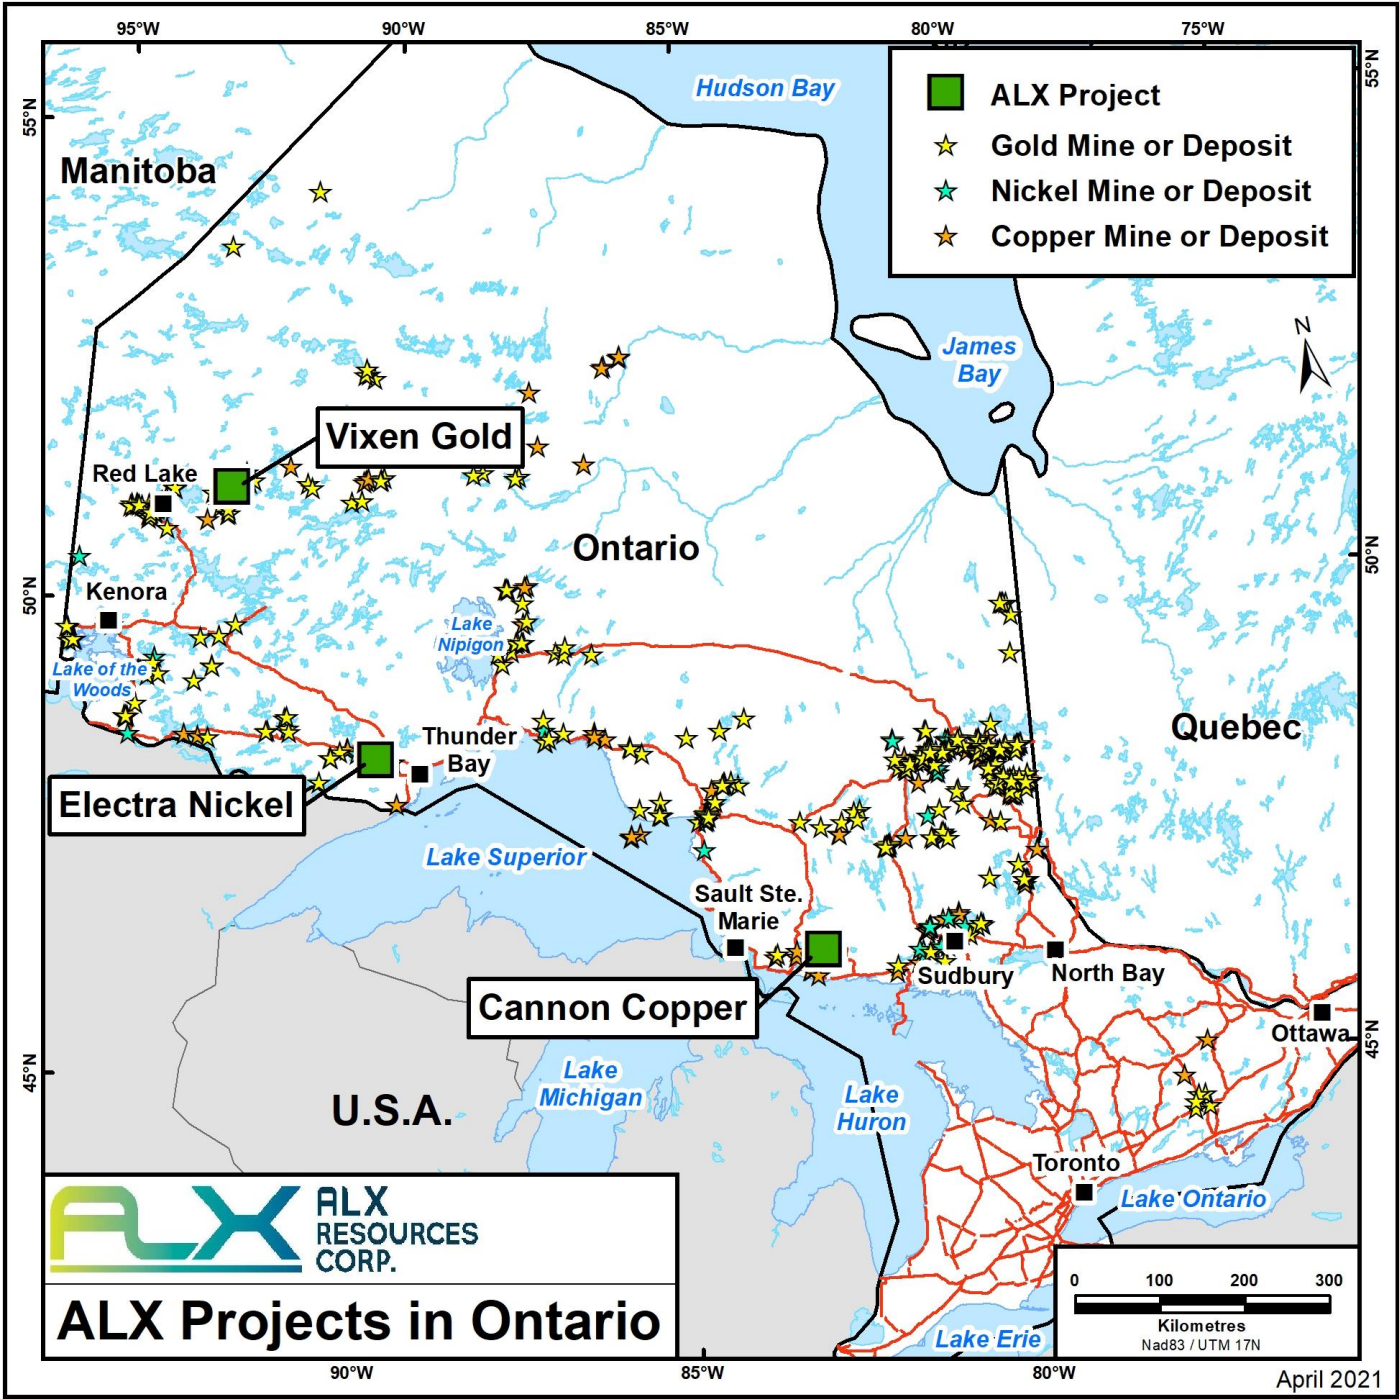 95°W
90°W
85°W
80°W
75°W
55°N
55°N
Hudson Bay
ALX Project
Gold Mine or Deposit
Nickel Mine or Deposit
Copper Mine or Deposit
Manitoba
N
James
Bay
Vixen Gold
Red Lake
Ontario
50°N
50°N
Kenora
Lake
Nipigon
Lake of the
Woods
Quebec
Thunder
Bay
Electra Nickel
Lake Superior
Sault Ste.
Marie
Sudbury
North Bay
Cannon Copper
Ottawa
45°N
45°N
Lake
Michigan
Lake
Huron
U.S.A.
Toronto
Lake Ontario
ALX
ALX
RESOURCES
CORP.
0 100 200 300
Kilometres
Nad83 / UTM 17N
ALX Projects in Ontario
Lake Erie
90°W
85°W
80°W
April 2021